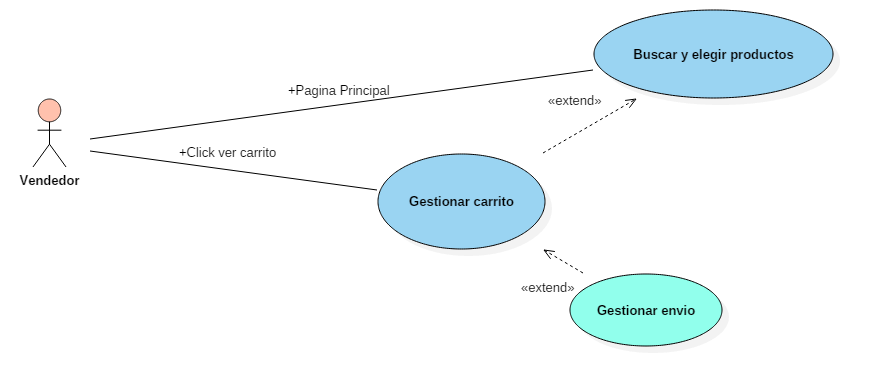 Buscar y elegir productos
+Pagina Principal
«extend»
+Click ver carrito
Vendedor
Gestionar carrito
«extend»
Gestionar envio